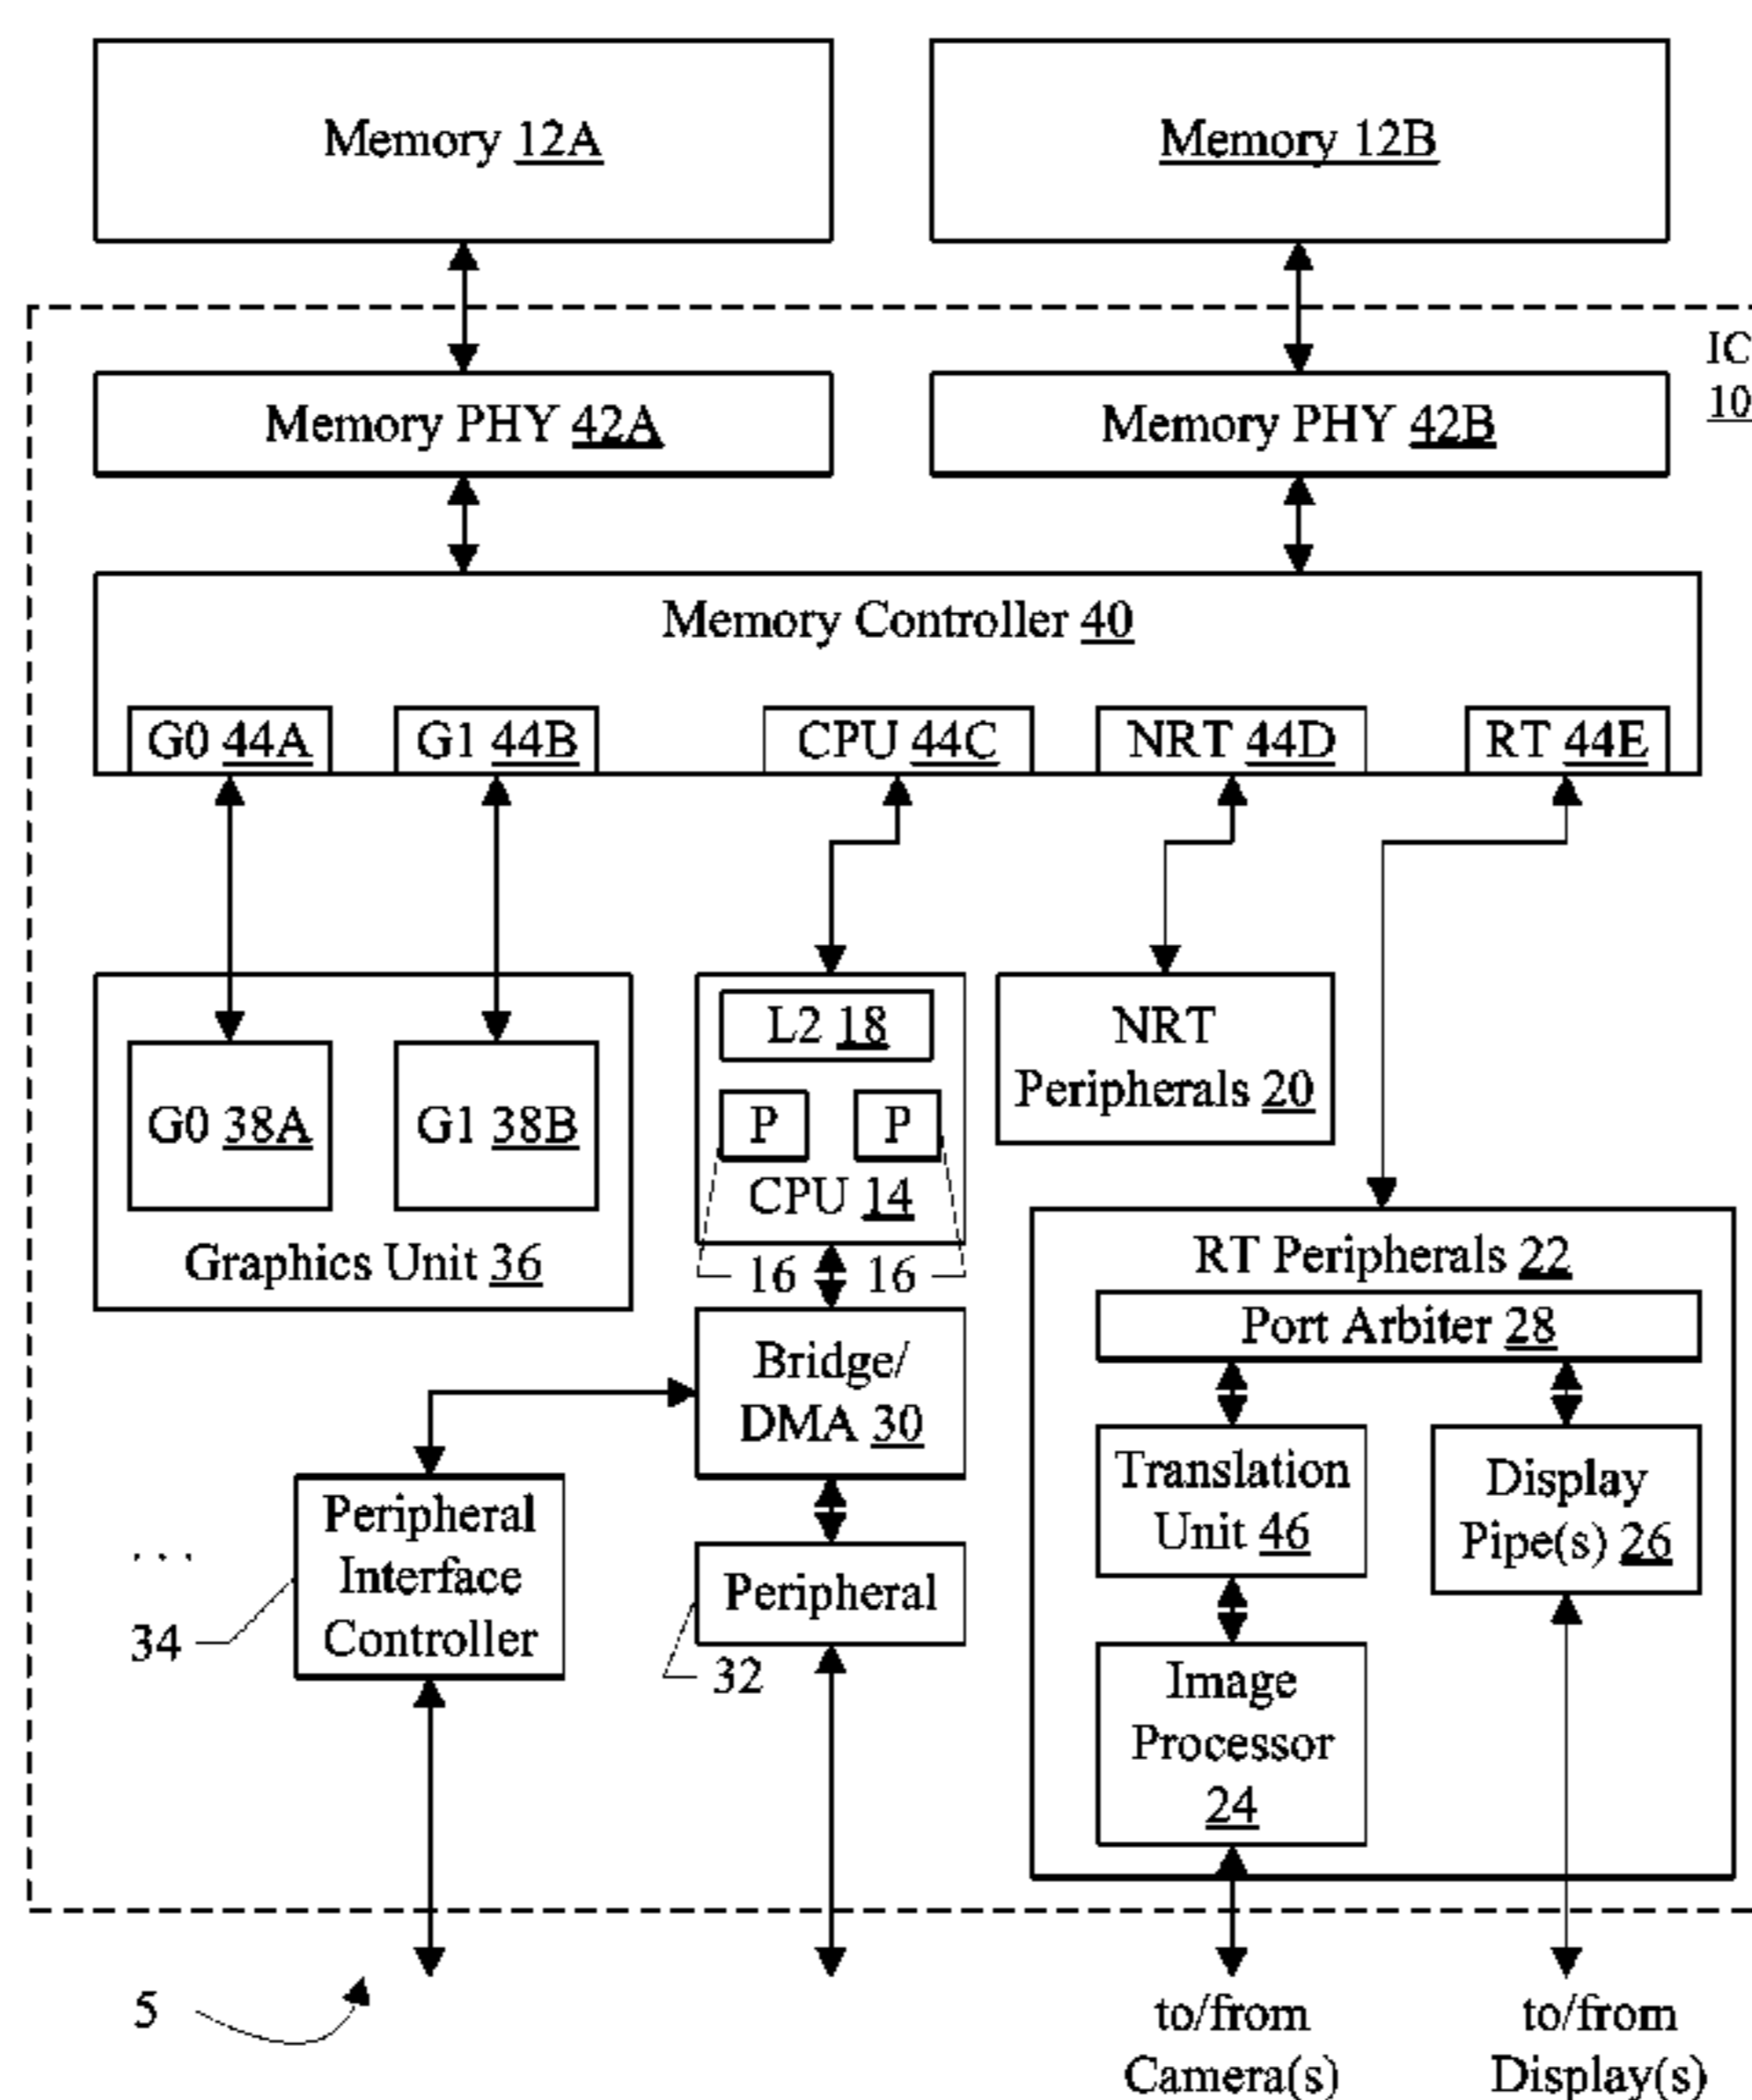 Memory 12A
Memory 12B
IC
10
Memory PHY 42A
Memory PHY 42B
Memory Controller 40
G0 44A
G1 44B
CPU 44C
NRT 44D
RT 44E
L2 18
P
P
CPU 14
16
16
NRT
Peripherals 20
G0 38A
G1 38B
Graphics Unit 36
RT Peripherals 22
Port Arbiter 28
Bridge/
DMA 30
Translation
Unit 46
Display
Pipe(s) 26
Peripheral
Interface
Controller
. . .
34
Peripheral
32
Image
Processor
24
5
to/from
Camera(s)
to/from
Display(s)